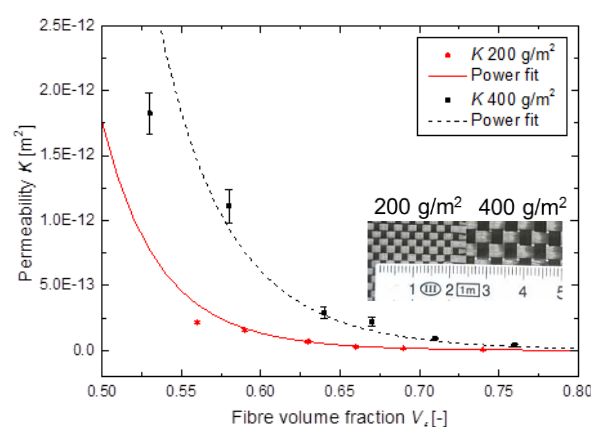 2.5E-12
2.0E-12
1.5E-12
1.0E-12
5.0E-13
0.0
Permeability K [m²]
K 200 g/m²
Power fit
K 400 g/m²
Power fit
200 g/m² 400 g/m²
1 III 2 1m 3 4 5
0.50 0.55 0.60 0.65 0.70 0.75 0.80
Fibre volume fraction V_f [-]